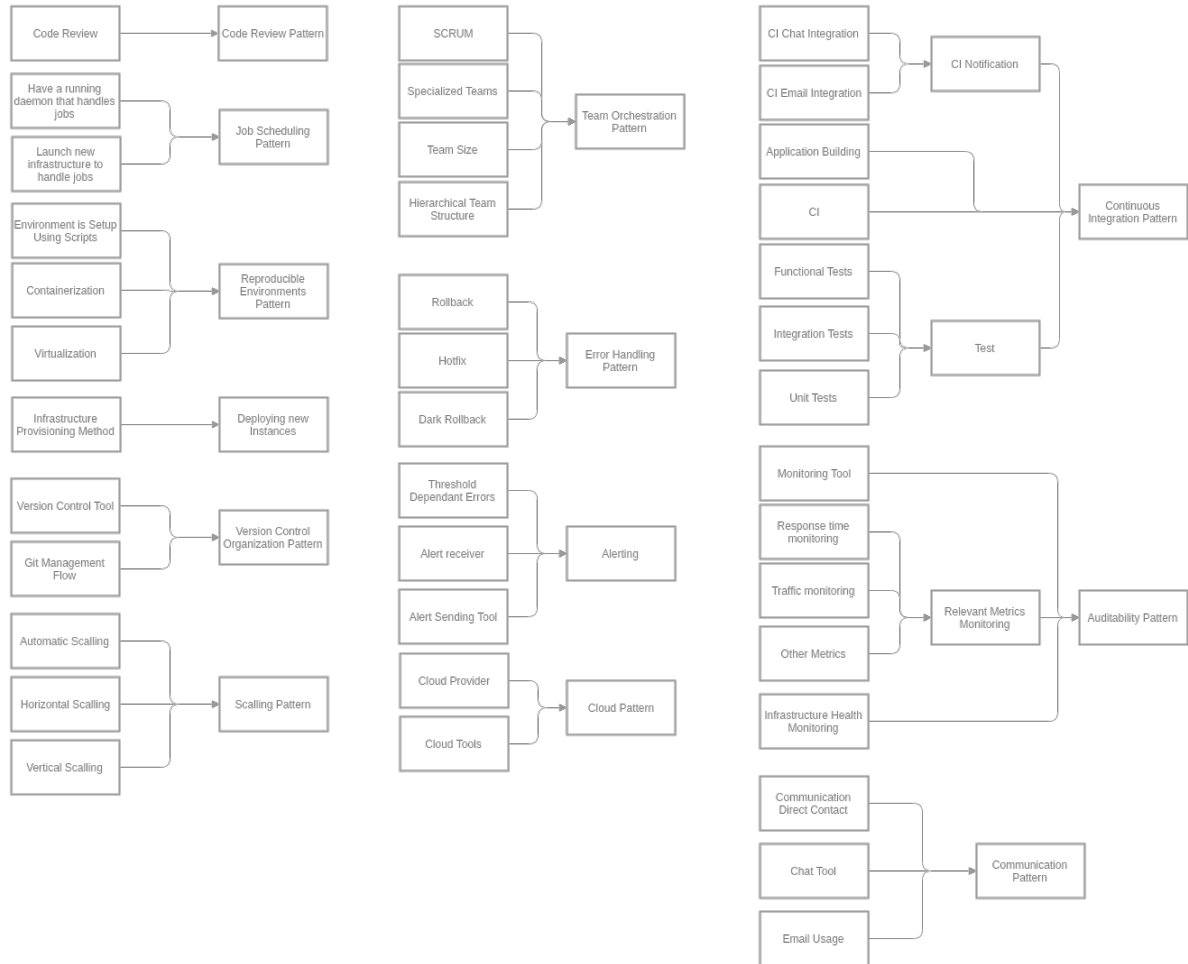 Code Review
Code Review Pattern
Have a running
daemon that handles
jobs
Launch new
infrastructure to
handle jobs
Job Scheduling
Pattern
Environment is Setup
Using Scripts
Containerization
Virtualization
Reproducible
Environments
Pattern
Infrastructure
Provisioning Method
Deploying new
Instances
Version Control Tool
Git Management
Flow
Version Control
Organization Pattern
Automatic Scalling
Horizontal Scalling
Vertical Scalling
Scalling Pattern
SCRUM
Specialized Teams
Team Size
Hierarchical Team
Structure
Team Orchestration
Pattern
Rollback
Hotfix
Dark Rollback
Error Handling
Pattern
Threshold
Dependant Errors
Alert receiver
Alert Sending Tool
Alerting
Cloud Provider
Cloud Tools
Cloud Pattern
CI Chat Integration
CI Email Integration
CI Notification
Application Building
CI
Functional Tests
Integration Tests
Unit Tests
Test
Continuous
Integration Pattern
Monitoring Tool
Response time
monitoring
Traffic monitoring
Other Metrics
Relevant Metrics
Monitoring
Infrastructure Health
Monitoring
Auditability Pattern
Communication
Direct Contact
Chat Tool
Email Usage
Communication
Pattern